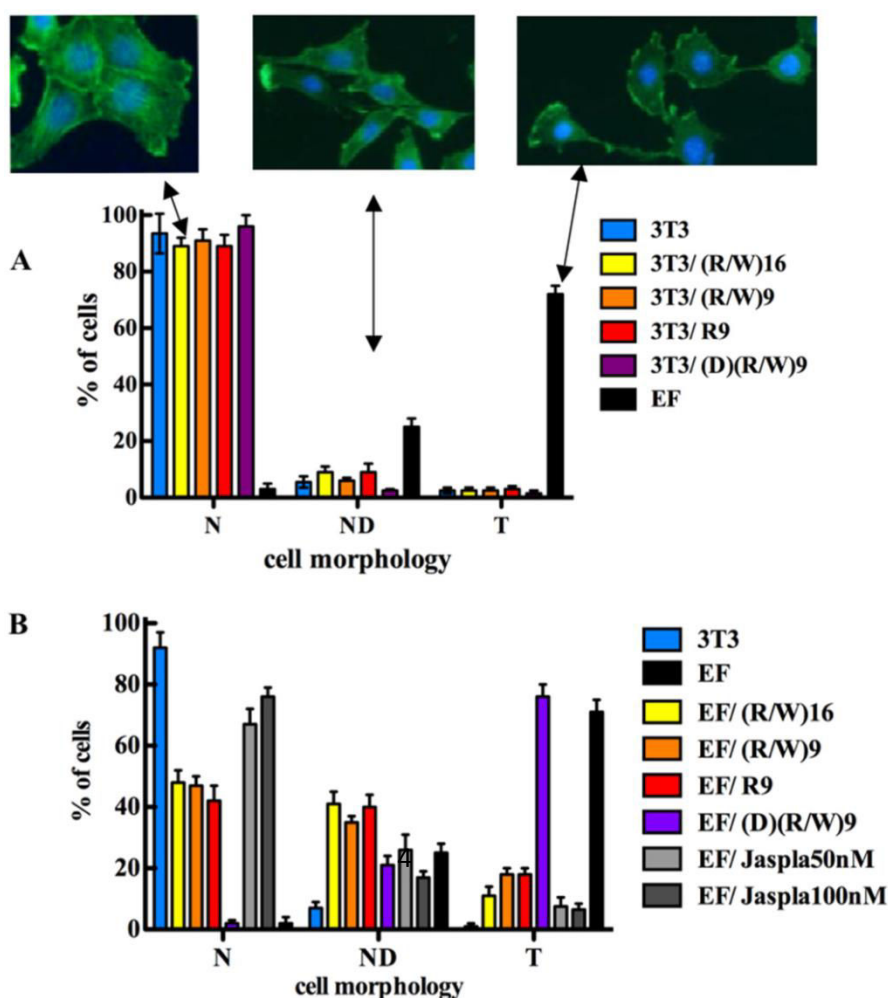 A
% of cells
100
80
60
40
20
0
N ND T
cell morphology
3T3
3T3/ (R/W)16
3T3/ (R/W)9
3T3/ R9
3T3/ (D)(R/W)9
EF
B
% of cells
100
80
60
40
20
0
4
N ND T
cell morphology
3T3
EF
EF/ (R/W)16
EF/ (R/W)9
EF/ R9
EF/ (D)(R/W)9
EF/ Jaspla50nM
EF/ Jaspla100nM